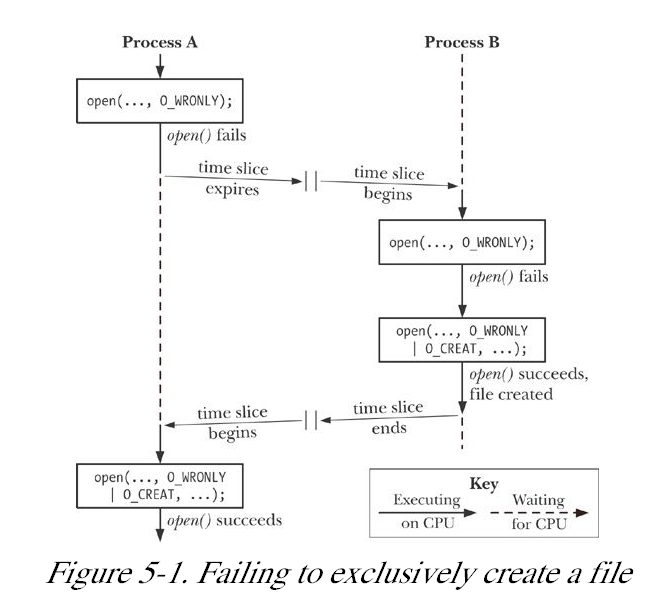 Process A
Process B
open(..., O_WRONLY);
open() fails
time slice
expires
time slice
begins
open(..., O_WRONLY);
open() fails
open(..., O_WRONLY
| O_CREAT, ...);
open() succeeds,
file created
time slice
begins
time slice
ends
open(..., O_WRONLY
| O_CREAT, ...);
open() succeeds
Key
Executing
on CPU
Waiting
for CPU
Figure 5-1. Failing to exclusively create a file